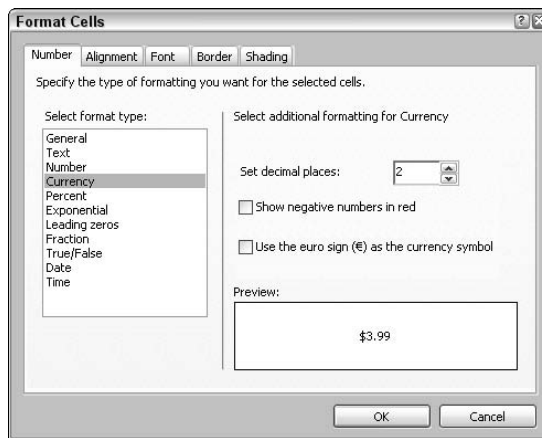 Format Cells
Number Alignment Font Border Shading
Specify the type of formatting you want for the selected cells.
Select format type:
General
Text
Number
Currency
Percent
Exponential
Leading zeros
Fraction
True/False
Date
Time
Select additional formatting for Currency
Set decimal places: 2
Show negative numbers in red
Use the euro sign (€) as the currency symbol
Preview:
$3.99
OK Cancel